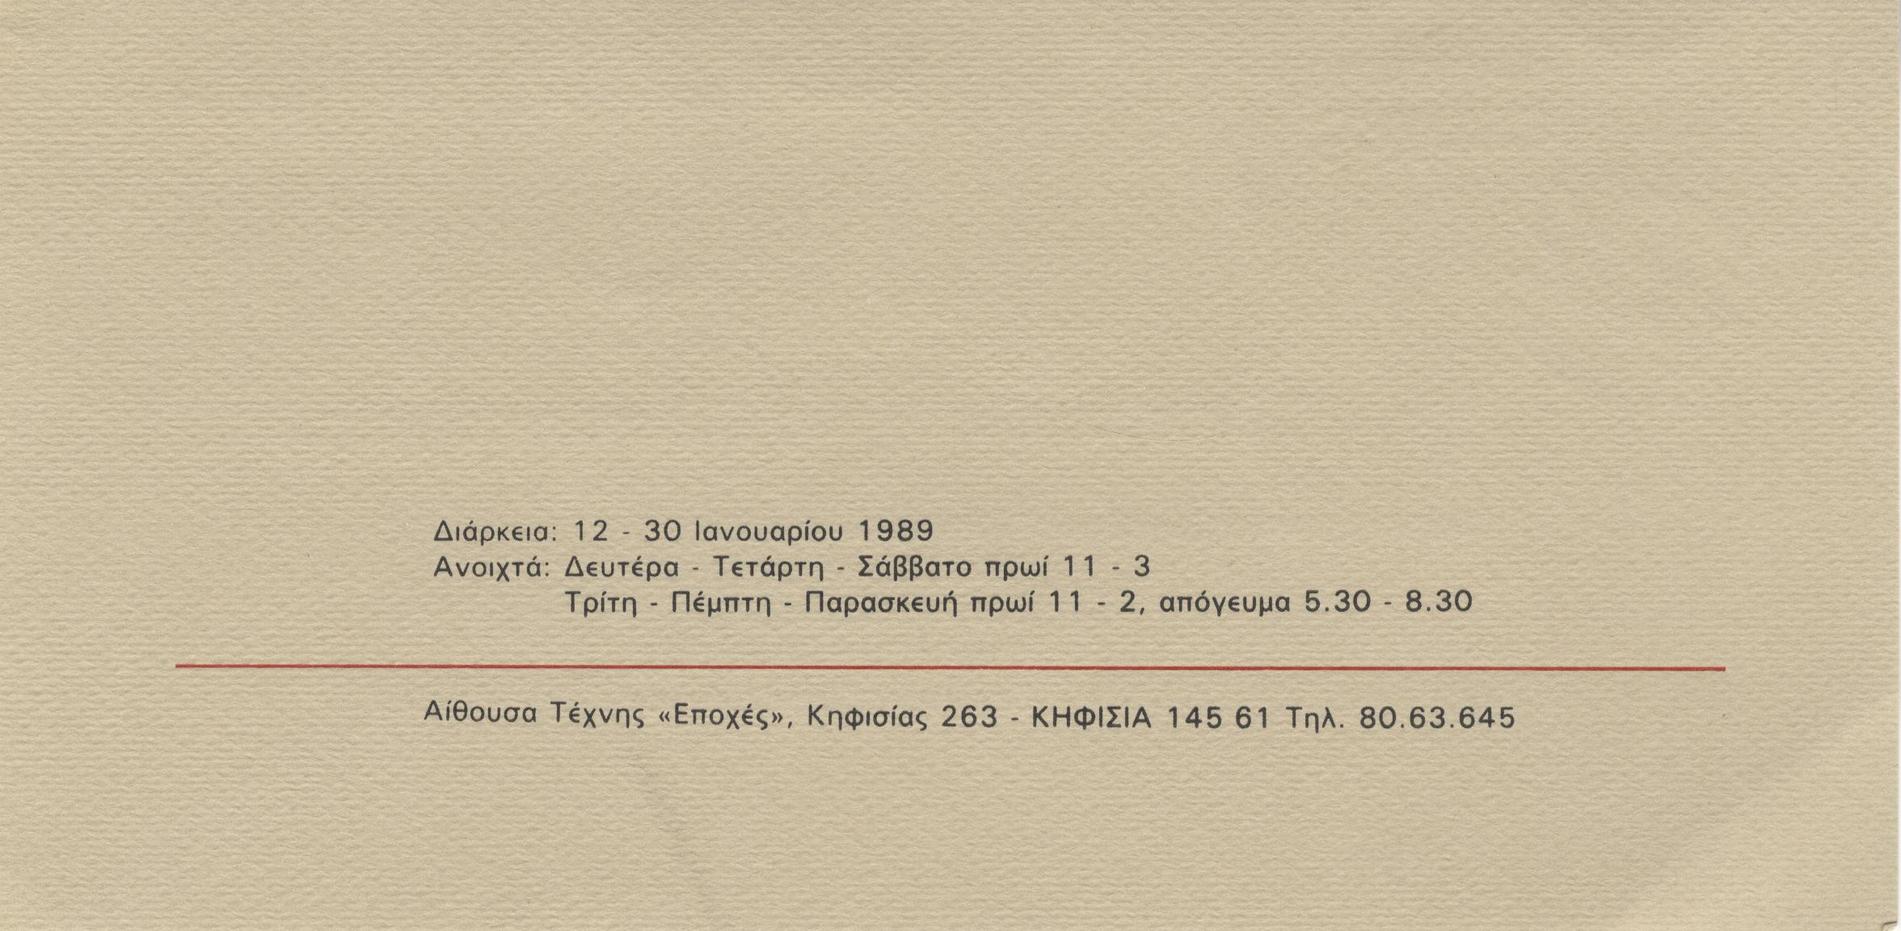 Διάρκεια: 12 - 30 Ιανουαρίου 1989
Ανοιχτά: Δευτέρα - Τετάρτη - Σάββατο πρωί 11 - 3
Τρίτη - Πέμπτη - Παρασκευή πρωί 11 - 2, απόγευμα 5.30 - 8.30
Αίθουσα Τέχνης «Εποχές», Κηφισίας 263 - ΚΗΦΙΣΙΑ 145 61 Τηλ. 80.63.645